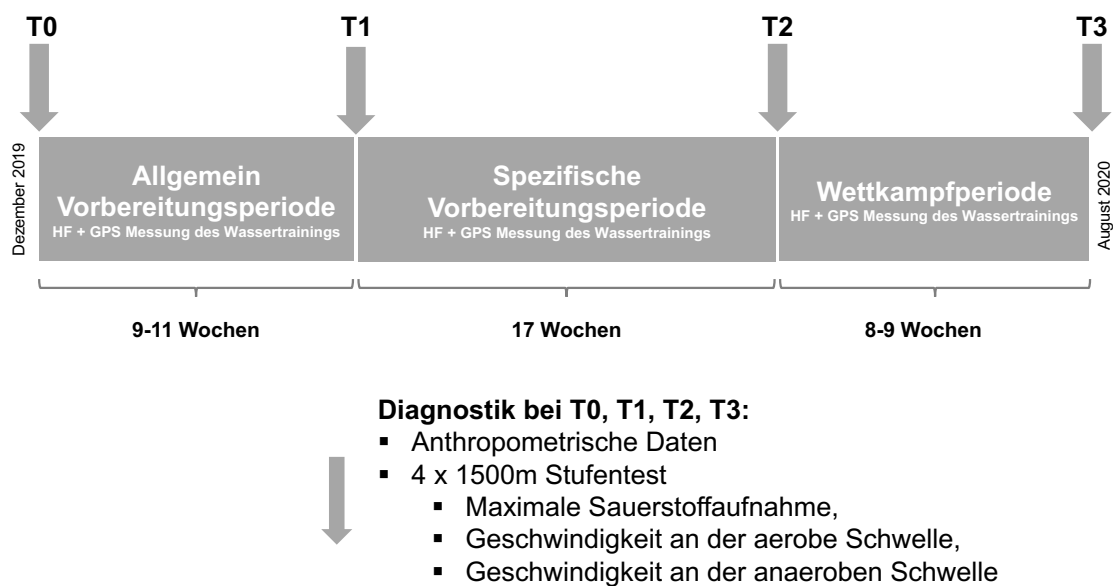 T0 T1 T2 T3
Dezember 2019
Allgemein
Vorbereitungsperiode
HF + GPS Messung des Wassertrainings
Spezifische
Vorbereitungsperiode
HF + GPS Messung des Wassertrainings
Wettkampfperiode
HF + GPS Messung des Wassertrainings
August 2020
9-11 Wochen
17 Wochen
8-9 Wochen
Diagnostik bei T0, T1, T2, T3:
▪ Anthropometrische Daten
▪ 4 x 1500m Stufentest
▪ Maximale Sauerstoffaufnahme,
▪ Geschwindigkeit an der aerobe Schwelle,
▪ Geschwindigkeit an der anaeroben Schwelle